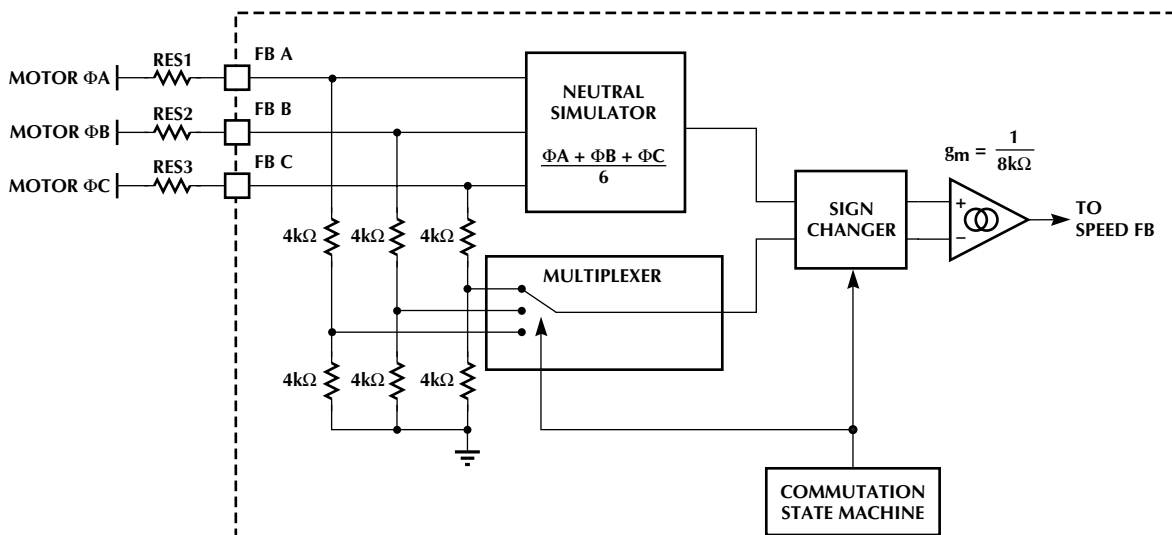 RES1
FB A
MOTOR ΦA
RES2
FB B
MOTOR ΦB
RES3
FB C
MOTOR ΦC
NEUTRAL
SIMULATOR
ΦA + ΦB + ΦC
6
gm = 1
8kΩ
SIGN
CHANGER
+
−
TO
SPEED FB
4kΩ 4kΩ 4kΩ
MULTIPLEXER
4kΩ 4kΩ 4kΩ
COMMUTATION
STATE MACHINE